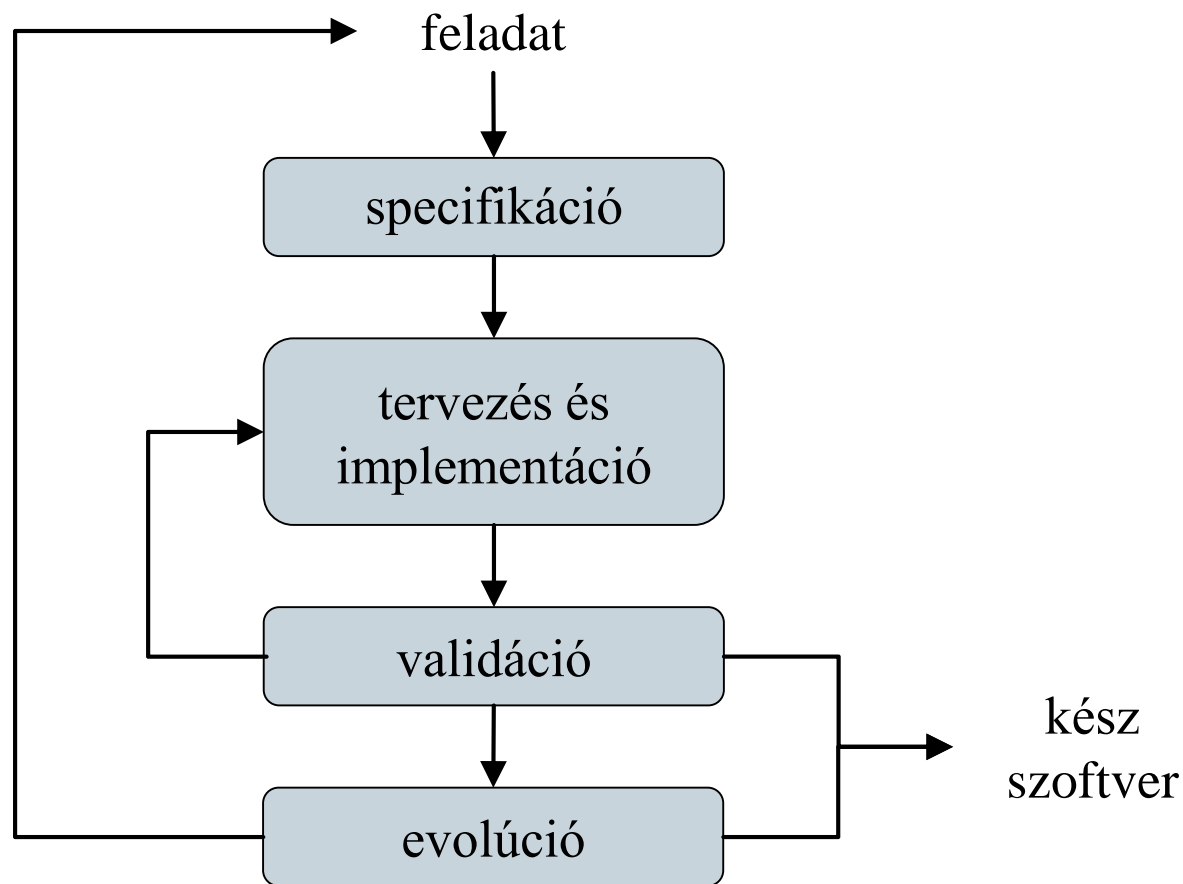 feladat
specifikáció
tervezés és
implementáció
validáció
kész
szoftver
evolúció